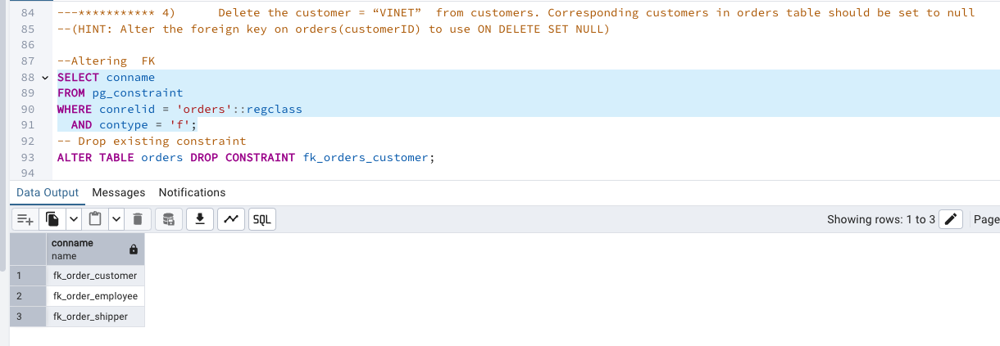 84 ---*********** 4)      Delete the customer = “VINET”  from customers. Corresponding customers in orders table should be set to null
85 --(HINT: Alter the foreign key on orders(customerID) to use ON DELETE SET NULL)
86
87 --Altering  FK
88 SELECT conname
89 FROM pg_constraint
90 WHERE conrelid = 'orders'::regclass
91   AND contype = 'f';
92 -- Drop existing constraint
93 ALTER TABLE orders DROP CONSTRAINT fk_orders_customer;
94
Data Output Messages Notifications
SQL Showing rows: 1 to 3 Page
conname
name
1 fk_order_customer
2 fk_order_employee
3 fk_order_shipper